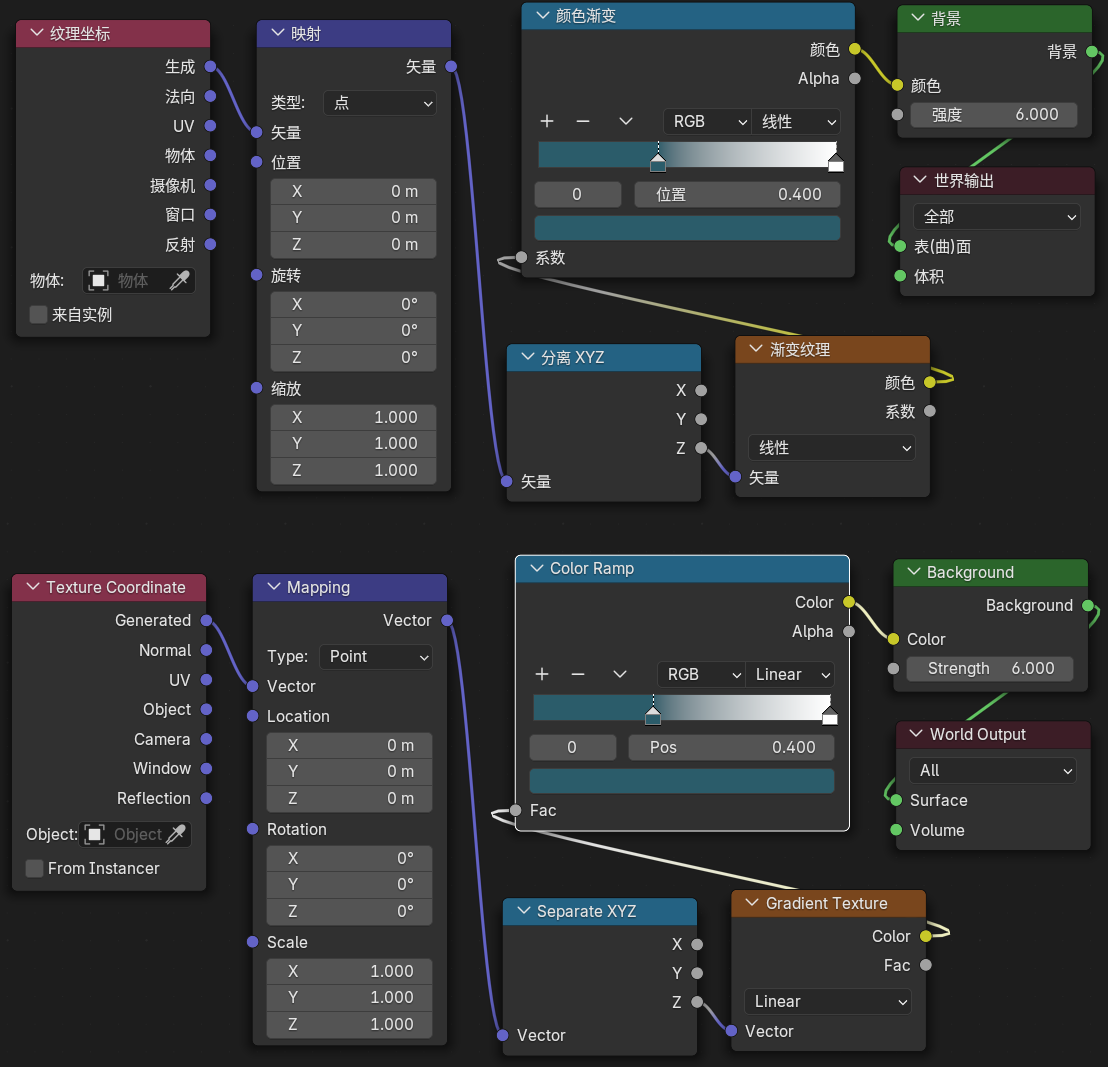 纹理坐标
生成
法向
UV
物体
摄像机
窗口
反射
物体: 物体
来自实例
映射
矢量
类型: 点
矢量
位置
X 0 m
Y 0 m
Z 0 m
旋转
X 0°
Y 0°
Z 0°
缩放
X 1.000
Y 1.000
Z 1.000
颜色渐变
颜色
Alpha
RGB 线性
0 位置 0.400
系数
分离 XYZ
X
Y
Z
矢量
渐变纹理
颜色
系数
线性
矢量
背景
背景
颜色
强度 6.000
世界输出
全部
表(曲)面
体积
Texture Coordinate
Generated
Normal
UV
Object
Camera
Window
Reflection
Object: Object
From Instancer
Mapping
Vector
Type: Point
Vector
Location
X 0 m
Y 0 m
Z 0 m
Rotation
X 0°
Y 0°
Z 0°
Scale
X 1.000
Y 1.000
Z 1.000
Color Ramp
Color
Alpha
RGB Linear
0 Pos 0.400
Fac
Separate XYZ
X
Y
Z
Vector
Gradient Texture
Color
Fac
Linear
Vector
Background
Background
Color
Strength 6.000
World Output
All
Surface
Volume